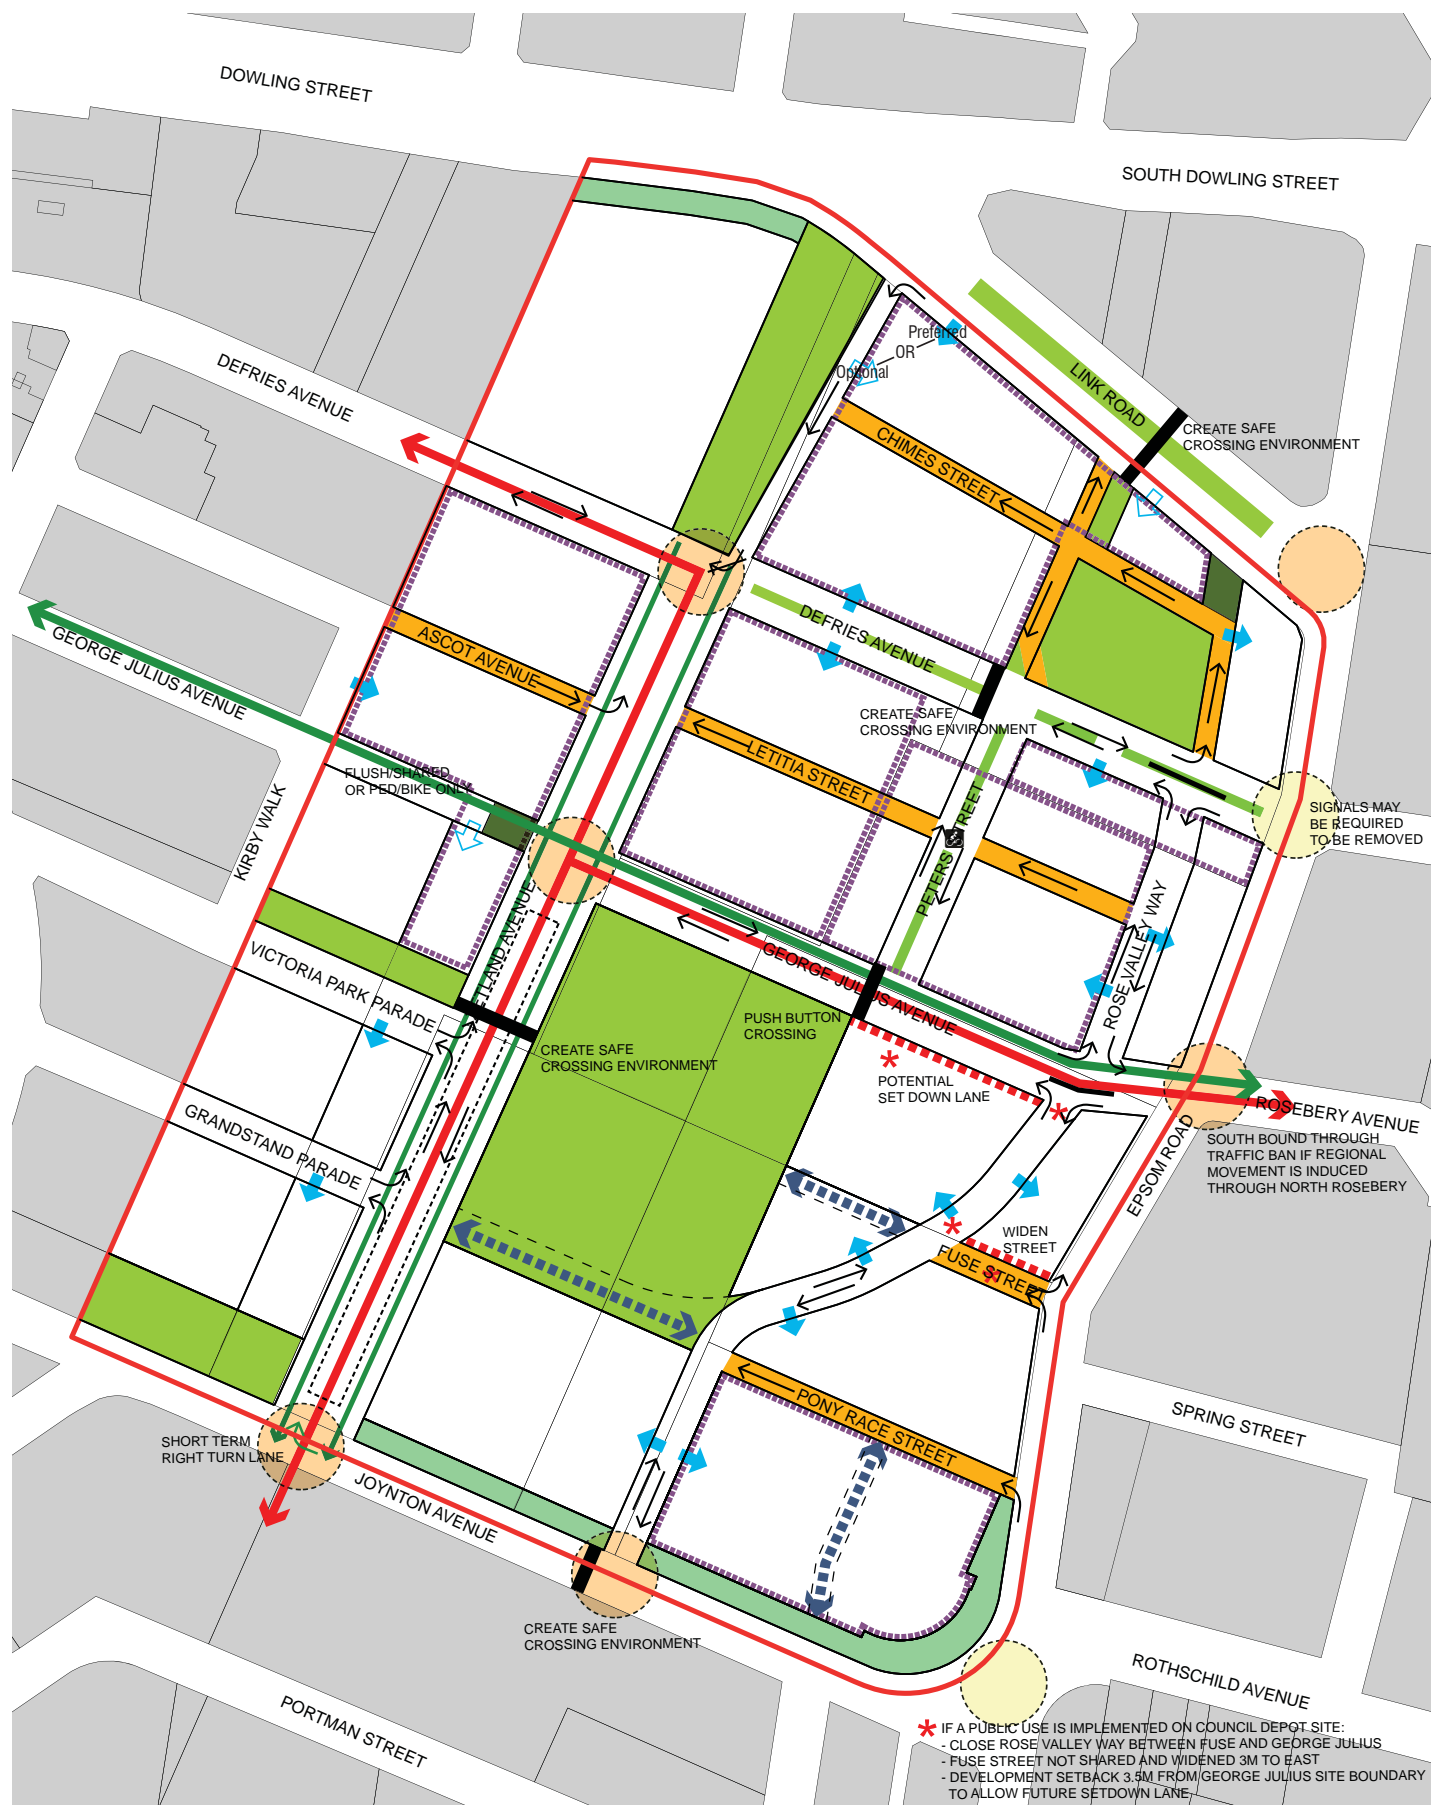 DOWLING STREET
SOUTH DOWLING STREET
Preferred
OR
Optional
LINK ROAD
DEFRIES AVENUE
CREATE SAFE
CROSSING ENVIRONMENT
CHIMES STREET
GEORGE JULIUS AVENUE
ASCOT AVENUE
DEFRIES AVENUE
CREATE SAFE
CROSSING ENVIRONMENT
LETITIA STREET
FLUSH/SHARED
OR PED/BIKE ONLY
SIGNALS MAY
BE REQUIRED
TO BE REMOVED
KIRBY WALK
PETERS STREET
ROSE VALLEY WAY
VICTORIA PARK PARADE
GEORGE JULIUS AVENUE
PUSH BUTTON
CROSSING
CREATE SAFE
CROSSING ENVIRONMENT
POTENTIAL
SET DOWN LANE
*
*
ROSEBERY AVENUE
GRANDSTAND PARADE
EPSOM ROAD
SOUTH BOUND THROUGH
TRAFFIC BAN IF REGIONAL
MOVEMENT IS INDUCED
THROUGH NORTH ROSEBERY
*
WIDEN
STREET
FUSE STREET
*
PONY RACE STREET
SPRING STREET
SHORT TERM
RIGHT TURN LANE
JOYNTON AVENUE
CREATE SAFE
CROSSING ENVIRONMENT
ROTHSCHILD AVENUE
PORTMAN STREET
* IF A PUBLIC USE IS IMPLEMENTED ON COUNCIL DEPOT SITE:
- CLOSE ROSE VALLEY WAY BETWEEN FUSE AND GEORGE JULIUS
- FUSE STREET NOT SHARED AND WIDENED 3M TO EAST
- DEVELOPMENT SETBACK 3.5M FROM GEORGE JULIUS SITE BOUNDARY
TO ALLOW FUTURE SETDOWN LANE